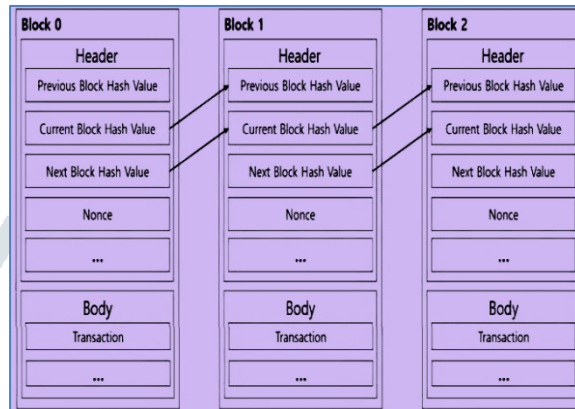 Block 0
Header
Previous Block Hash Value
Current Block Hash Value
Next Block Hash Value
Nonce
...
Body
Transaction
...
Block 1
Header
Previous Block Hash Value
Current Block Hash Value
Next Block Hash Value
Nonce
...
Body
Transaction
...
Block 2
Header
Previous Block Hash Value
Current Block Hash Value
Next Block Hash Value
Nonce
...
Body
Transaction
...